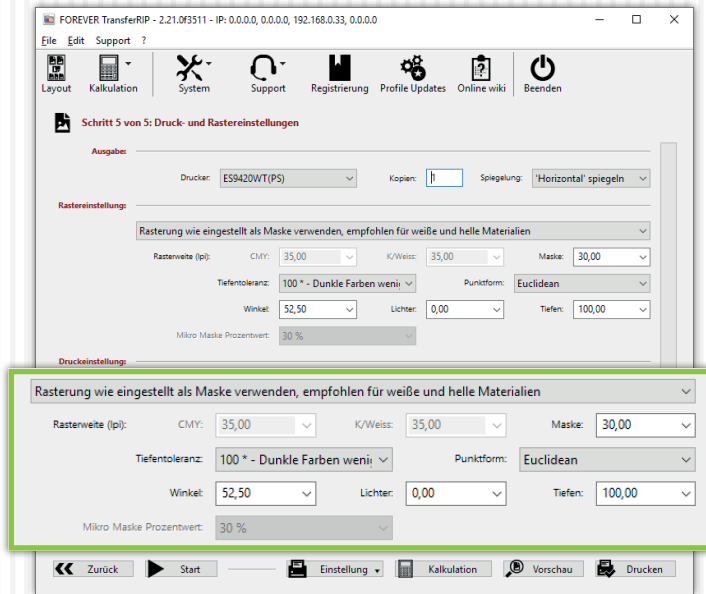 FOREVER TransferRIP - 2.21.0f3511 - IP: 0.0.0.0, 0.0.0.0, 192.168.0.33, 0.0.0.0
File Edit Support ?
Layout Kalkulation System Support Registrierung Profile Updates Online wiki Beenden
Schritt 5 von 5: Druck- und Rastereinstellungen
Ausgabe:
Drucker: ES9420WT(PS) Kopien: 1 Spiegelung: 'Horizontal' spiegeln
Rastereinstellung:
Rasterung wie eingestellt als Maske verwenden, empfohlen für weiße und helle Materialien
Rasterweite (lpi): CMY: 35,00 K/Weiss: 35,00 Maske: 30,00
Tiefentoleranz: 100 * - Dunkle Farben weni Punktform: Euclidean
Winkel: 52,50 Lichter: 0,00 Tiefen: 100,00
Mikro Maske Prozentwert: 30 %
Druckeinstellung:
Rasterung wie eingestellt als Maske verwenden, empfohlen für weiße und helle Materialien
Rasterweite (lpi): CMY: 35,00 K/Weiss: 35,00 Maske: 30,00
Tiefentoleranz: 100 * - Dunkle Farben weni Punktform: Euclidean
Winkel: 52,50 Lichter: 0,00 Tiefen: 100,00
Mikro Maske Prozentwert: 30 %
Zurück Start Einstellung Kalkulation Vorschau Drucken